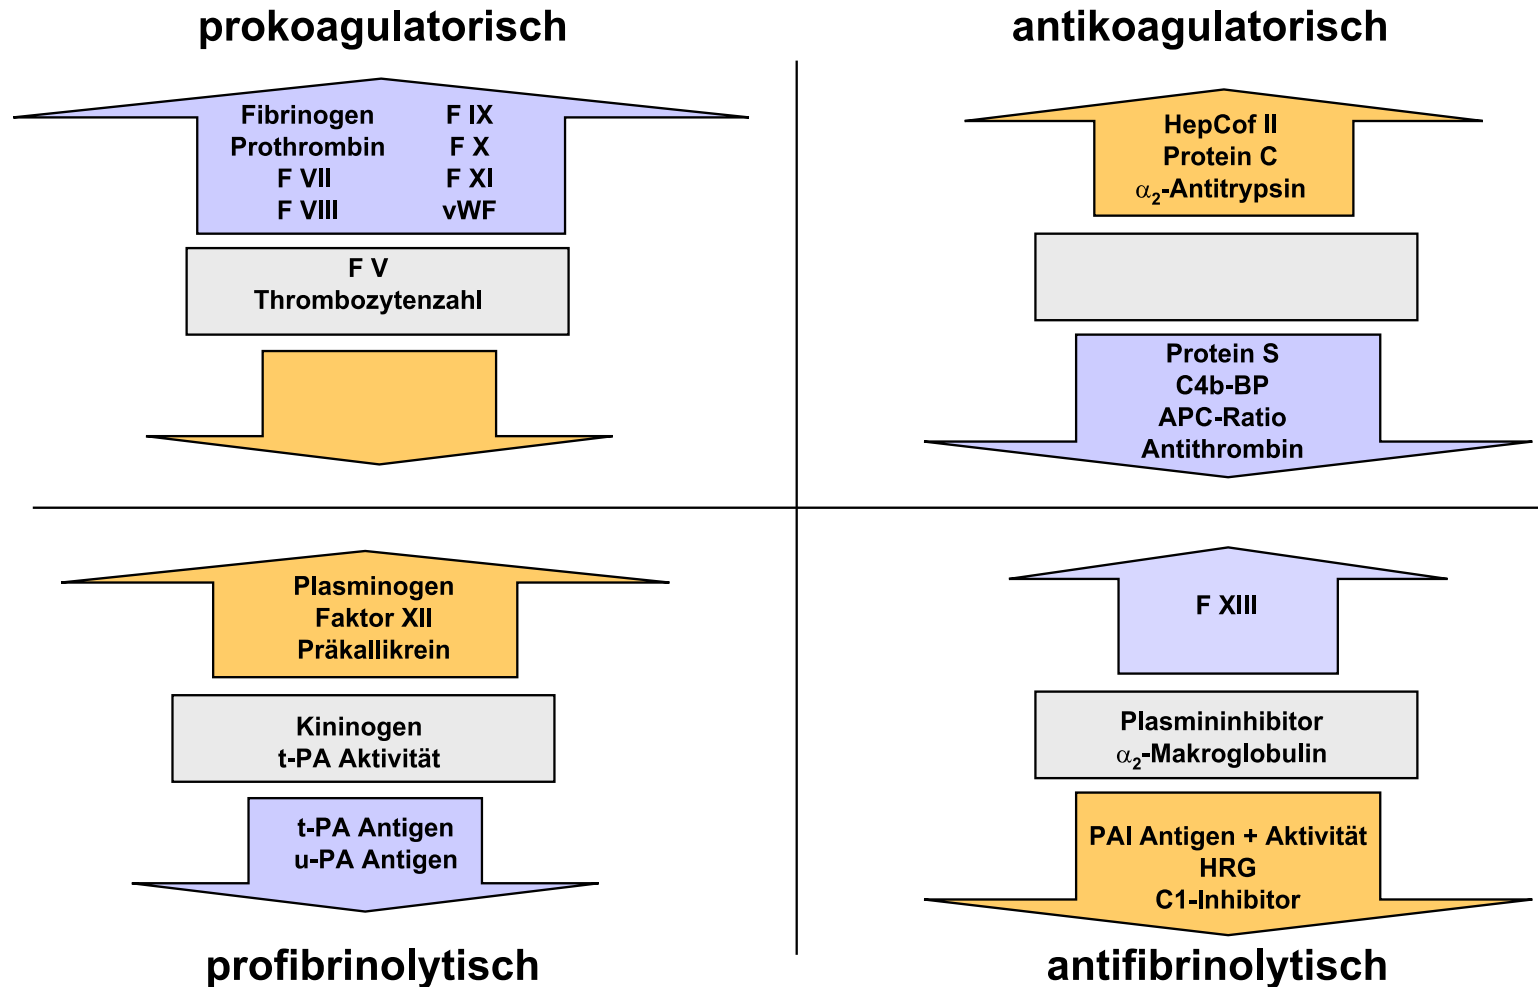 prokoagulatorisch
Fibrinogen F IX
Prothrombin F X
F VII F XI
F VIII vWF
F V
Thrombozytenzahl
antikoagulatorisch
HepCof II
Protein C
α₂-Antitrypsin
Protein S
C4b-BP
APC-Ratio
Antithrombin
Plasminogen
Faktor XII
Präkallikrein
Kininogen
t-PA Aktivität
t-PA Antigen
u-PA Antigen
profibrinolytisch
F XIII
Plasmininhibitor
α₂-Makroglobulin
PAI Antigen + Aktivität
HRG
C1-Inhibitor
antifibrinolytisch